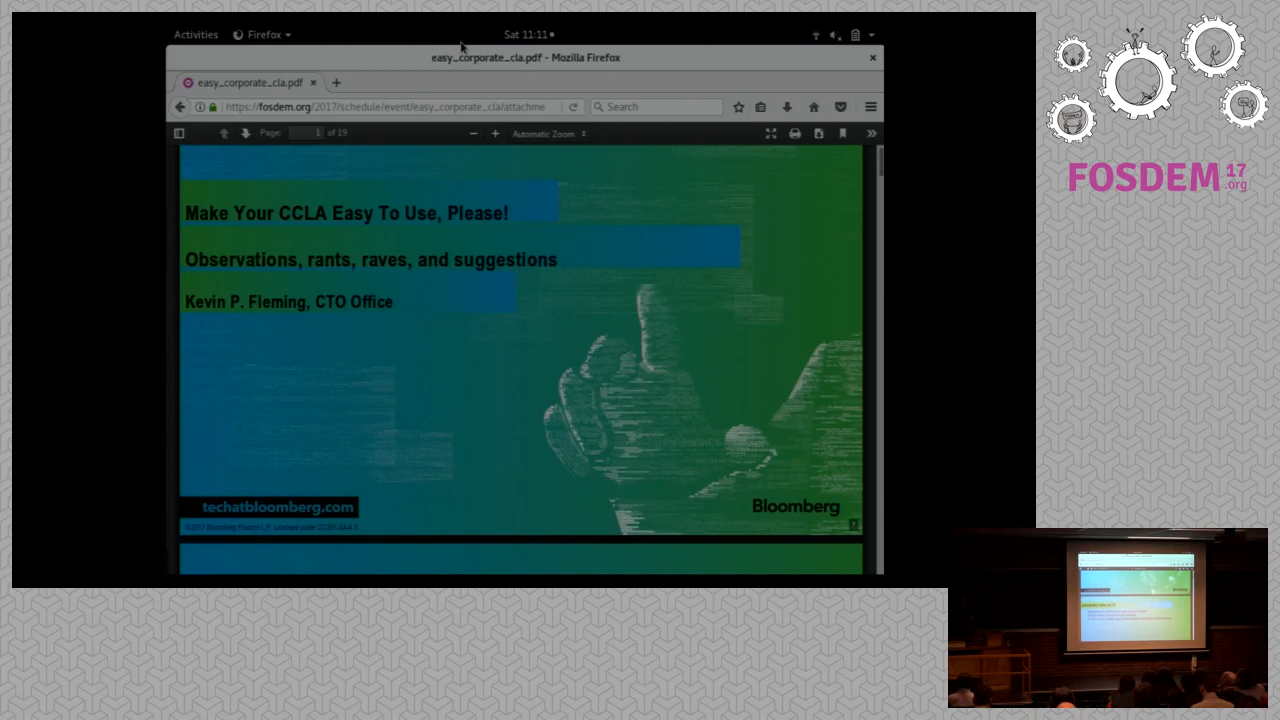 Activities Firefox Sat 11:11
easy_corporate_cla.pdf - Mozilla Firefox
easy_corporate_cla.pdf
https://fosdem.org/2017/schedule/event/easy_corporate_cla/attachme Search
Page: 1 of 19 Automatic Zoom
Make Your CCLA Easy To Use, Please!
Observations, rants, raves, and suggestions
Kevin P. Fleming, CTO Office
techatbloomberg.com
Bloomberg
FOSDEM 17 .org